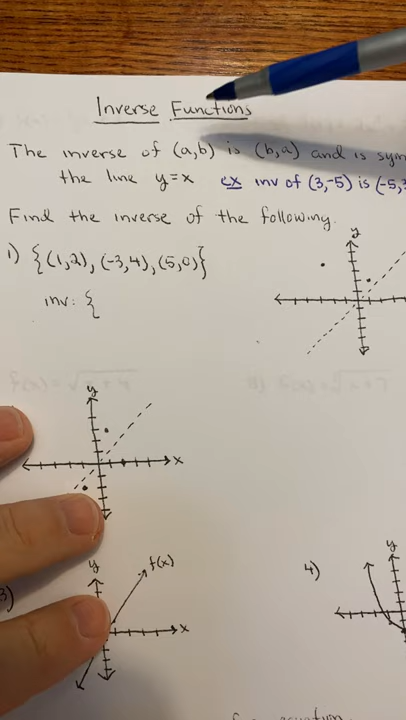 Inverse Functions
The inverse of (a,b) is (b,a) and is sym
the line y=x ex inv of (3,-5) is (-5,3
Find the inverse of the following.
y
1) {(1,2), (-3,4), (5,0)}
inv: {
y
x
y
f(x)
x
3)
4)
y